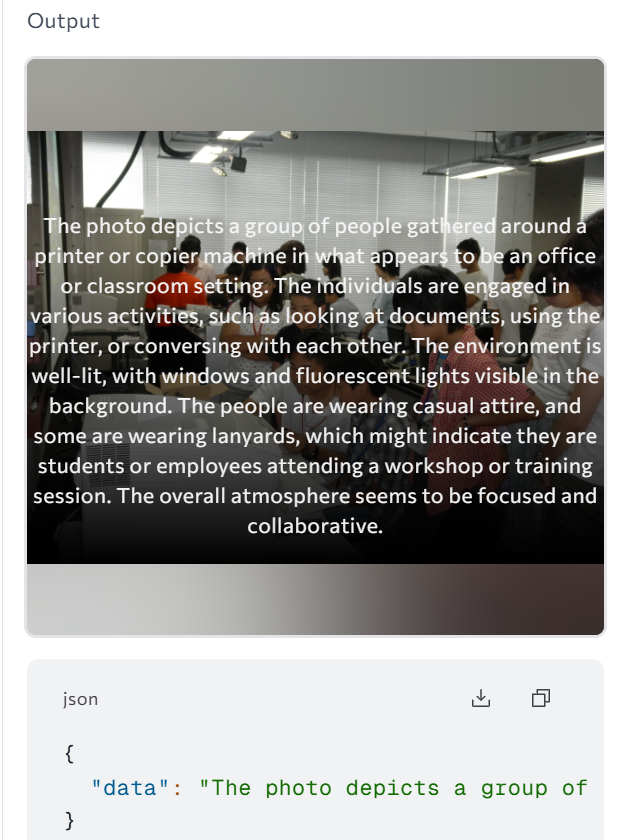 Output
The photo depicts a group of people gathered around a
printer or copier machine in what appears to be an office
or classroom setting. The individuals are engaged in
various activities, such as looking at documents, using the
printer, or conversing with each other. The environment is
well-lit, with windows and fluorescent lights visible in the
background. The people are wearing casual attire, and
some are wearing lanyards, which might indicate they are
students or employees attending a workshop or training
session. The overall atmosphere seems to be focused and
collaborative.
json
{
"data": "The photo depicts a group of
}